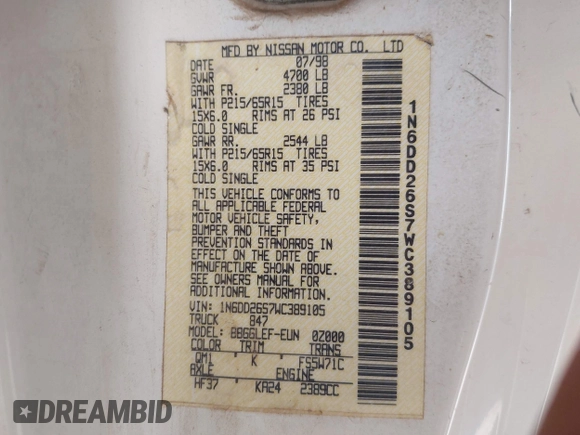 MFD BY NISSAN MOTOR CO. LTD
DATE 07/98
GVWR 4700 LB
GAWR FR. 2380 LB
WITH P215/65R15 TIRES
15X6.0 RIMS AT 26 PSI
COLD SINGLE
GAWR RR. 2544 LB
WITH P215/65R15 TIRES
15X6.0 RIMS AT 35 PSI
COLD SINGLE
THIS VEHICLE CONFORMS TO
ALL APPLICABLE FEDERAL
MOTOR VEHICLE SAFETY,
BUMPER AND THEFT
PREVENTION STANDARDS IN
EFFECT ON THE DATE OF
MANUFACTURE SHOWN ABOVE.
SEE OWNERS MANUAL FOR
ADDITIONAL INFORMATION.
VIN: 1N6DD26S7WC389105
TRUCK 847
MODEL: BBGGLEF-EUN 0Z000
COLOR TRIM TRANS
QM1 K FS5W71C
AXLE ENGINE
HF37 KA24 2389CC
1N6DD26S7WC389105
DREAMBID